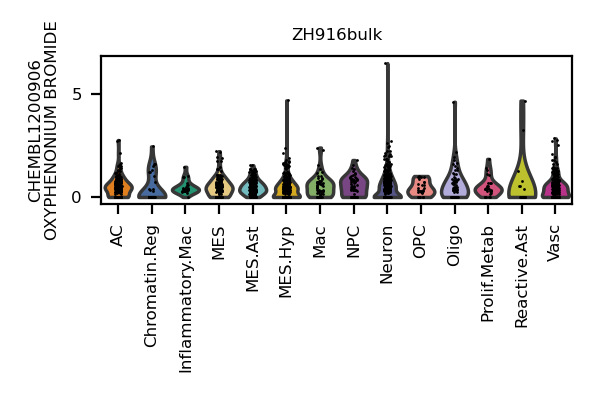 ZH916bulk
CHEMBL1200906
OXYPHENONIUM BROMIDE
5
0
AC
Chromatin.Reg
Inflammatory.Mac
MES
MES.Ast
MES.Hyp
Mac
NPC
Neuron
OPC
Oligo
Prolif.Metab
Reactive.Ast
Vasc